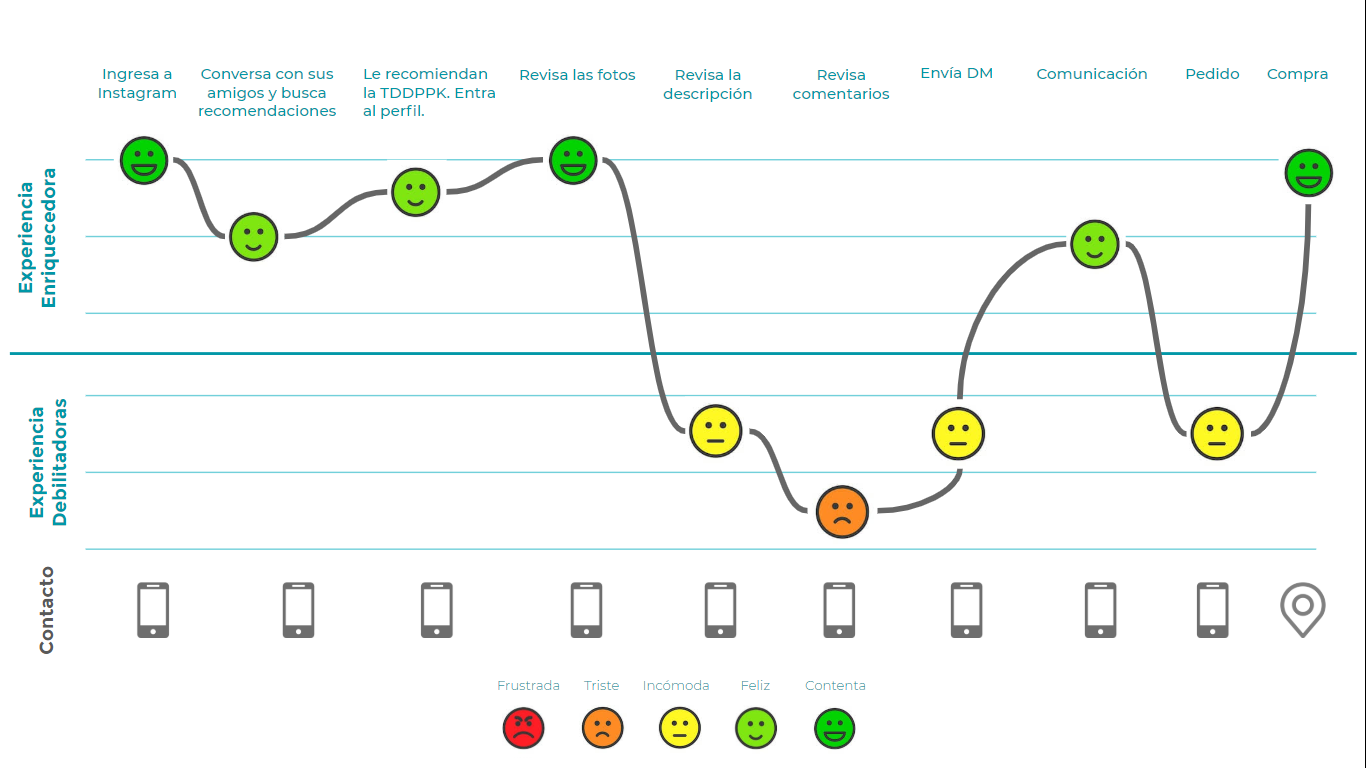 Ingresa a
Instagram
Conversa con sus
amigos y busca
recomendaciones
Le recomiendan
la TDDPPK. Entra
al perfil.
Revisa las fotos
Revisa la
descripción
Revisa
comentarios
Envía DM
Comunicación
Pedido
Compra
Experiencia
Enriquecedora
Experiencia
Debilitadoras
Contacto
Frustrada
Triste
Incómoda
Feliz
Contenta